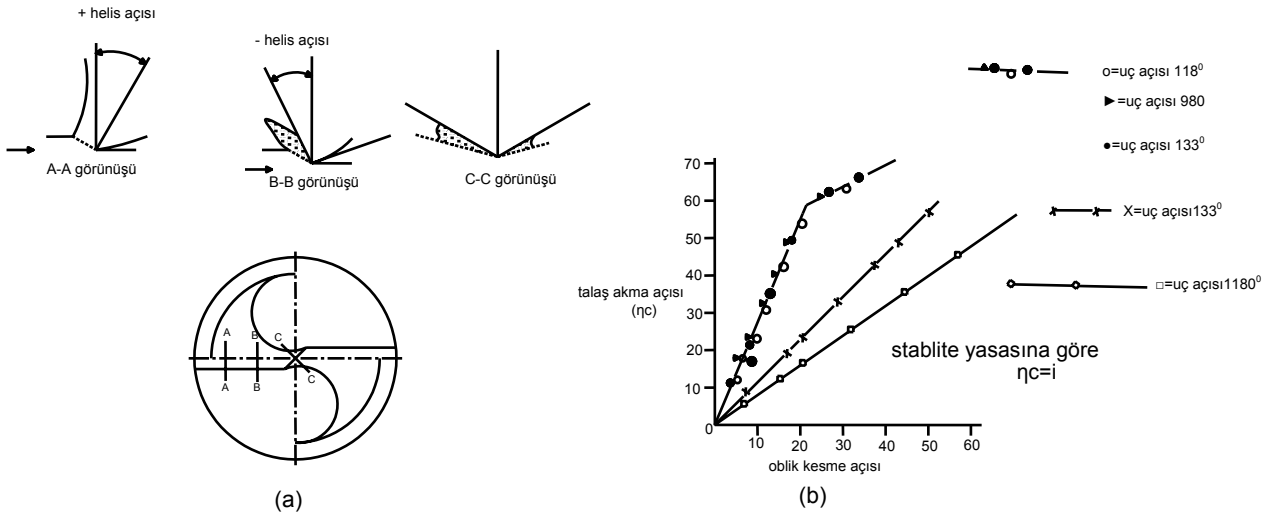 + helis açısı
- helis açısı
A-A görünüşü
B-B görünüşü
C-C görünüşü
A
B
C
A
B
C
(a)
o=uç açısı 118⁰
▶=uç açısı 980
●=uç açısı 133⁰
X=uç açısı133⁰
□=uç açısı1180⁰
talaş akma açısı
(ηc)
70
60
50
40
30
20
10
0
10 20 30 40 50 60
oblik kesme açısı
stablite yasasına göre
ηc=i
(b)